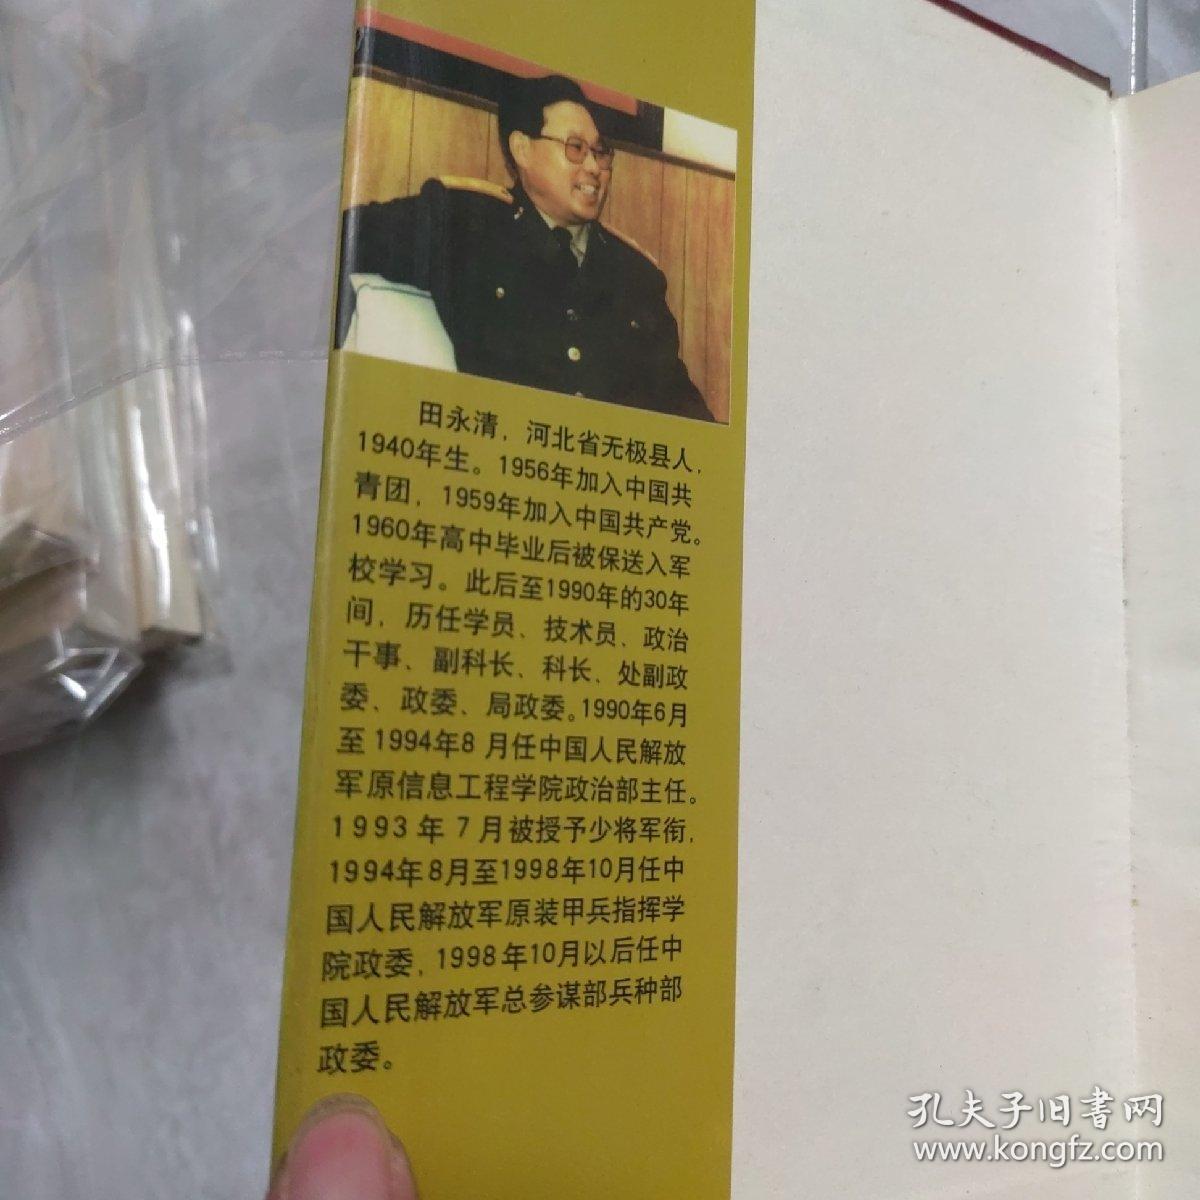 田永清，河北省无极县人，
1940年生。1956年加入中国共
青团，1959年加入中国共产党。
1960年高中毕业后被保送入军
校学习。此后至1990年的30年
间，历任学员、技术员、政治
干事、副科长、科长、处副政
委、政委、局政委。1990年6月
至1994年8月任中国人民解放
军原信息工程学院政治部主任。
1993年7月被授予少将军衔，
1994年8月至1998年10月任中
国人民解放军原装甲兵指挥学
院政委，1998年10月以后任中
国人民解放军总参谋部兵种部
政委。
孔夫子旧书网
www.kongfz.com